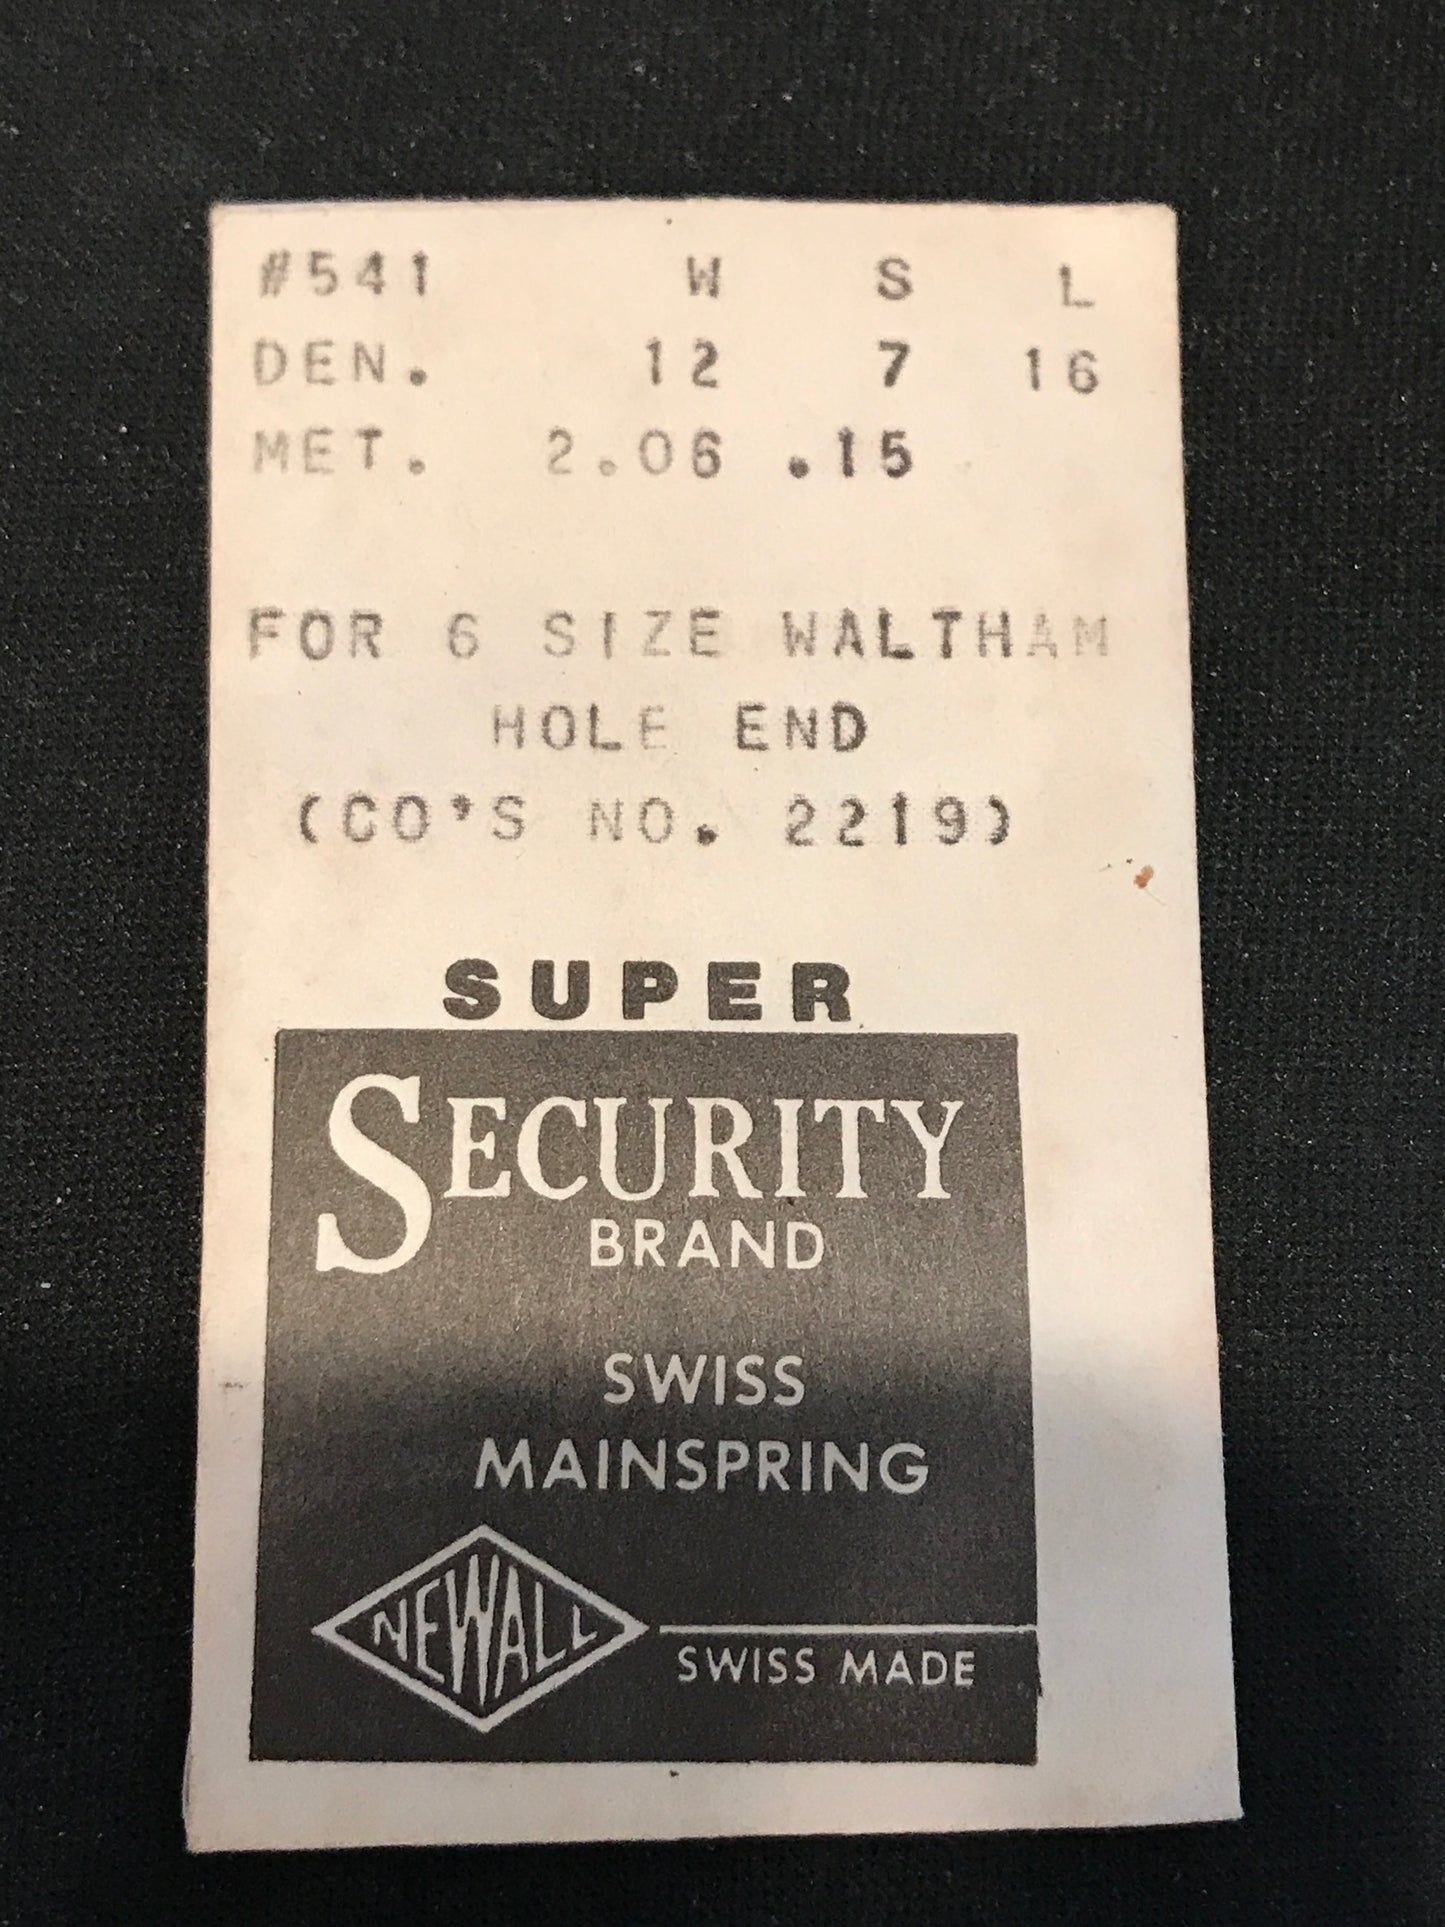 #541 W S L
DEN. 12 7 16
MET. 2.06 .15
FOR 6 SIZE WALTHAM
HOLE END
(CO'S NO. 2219)
SUPER
SECURITY
BRAND
SWISS
MAINSPRING
NEWALL
SWISS MADE